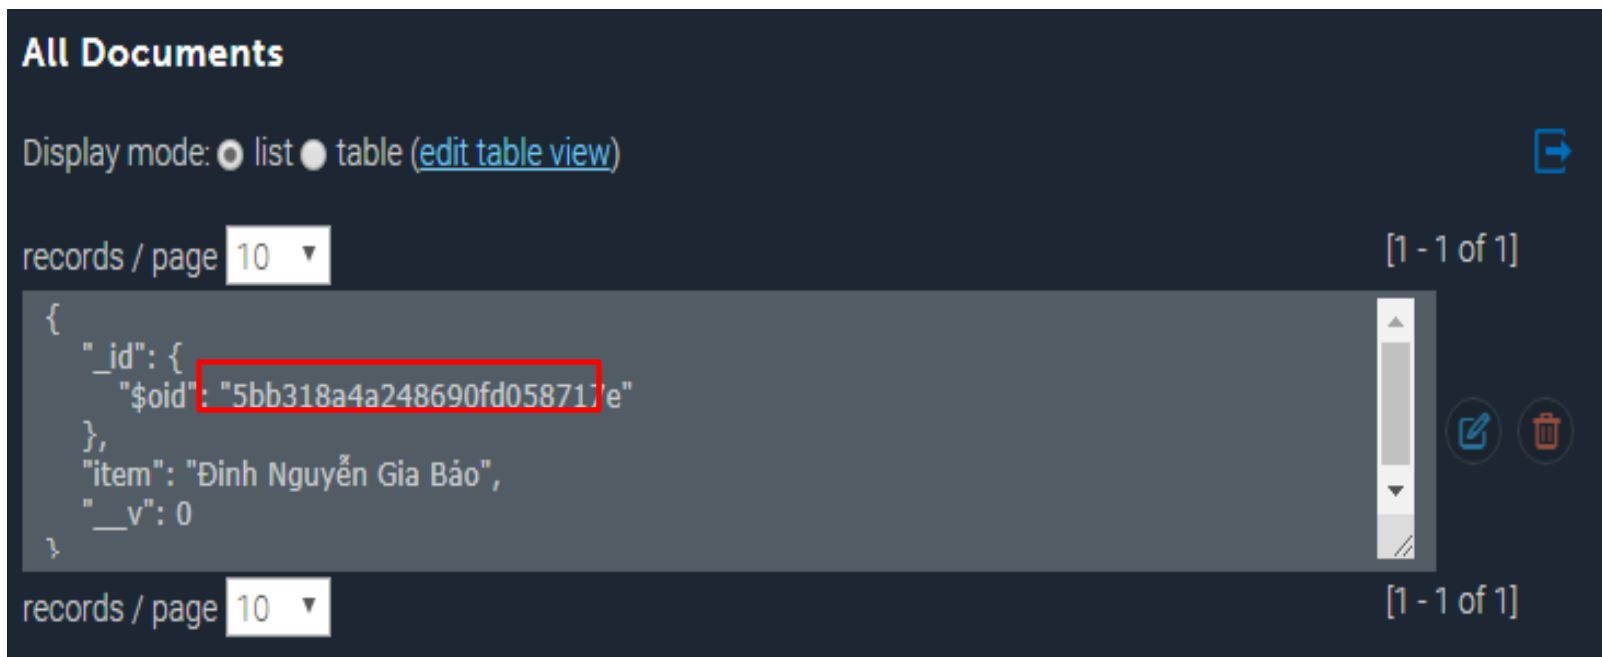 All Documents
Display mode: list table (edit table view)
records / page 10
[1 - 1 of 1]
{
"_id": {
"$oid": "5bb318a4a248690fd058717e"
},
"item": "Đinh Nguyễn Gia Bảo",
"__v": 0
}
records / page 10
[1 - 1 of 1]